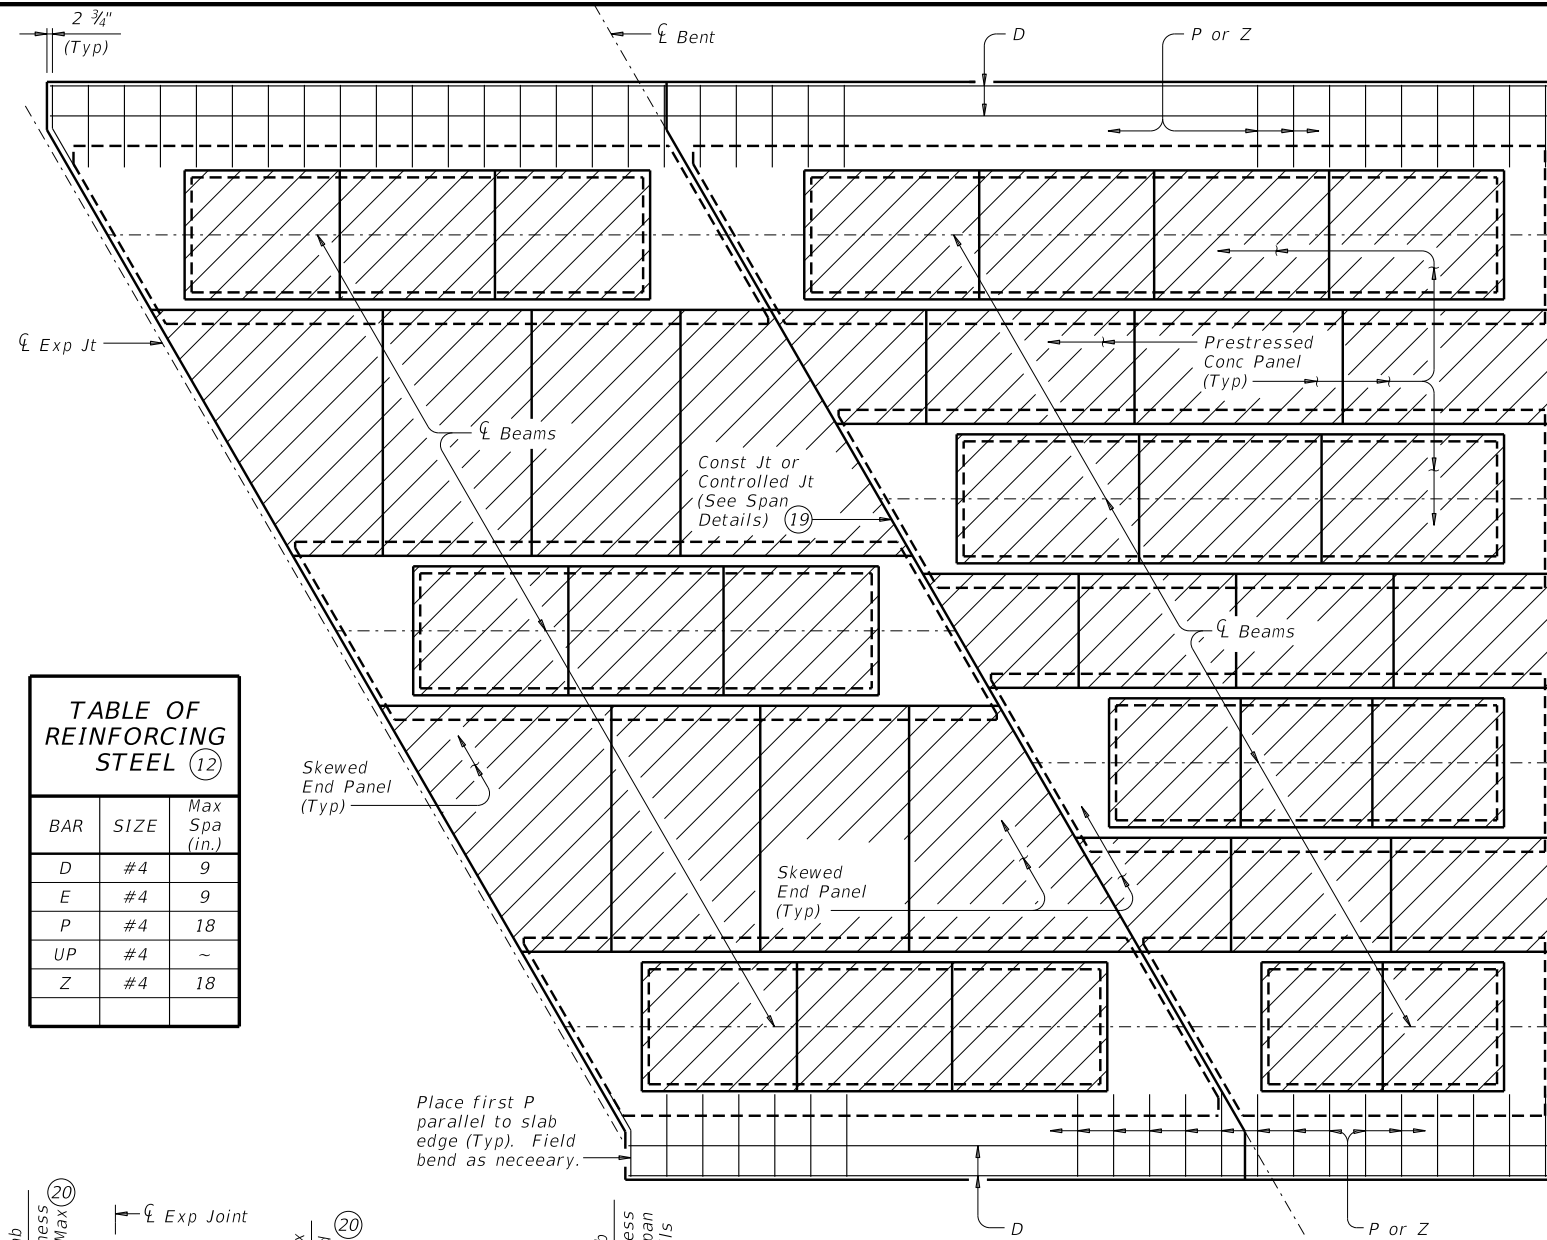 2 ¾"
(Typ)
℄ Bent
D
P or Z
℄ Exp Jt
Prestressed
Conc Panel
(Typ)
℄ Beams
Const Jt or
Controlled Jt
(See Span
Details) 19
℄ Beams
TABLE OF
REINFORCING
STEEL 12
BAR SIZE Max Spa (in.)
D #4 9
E #4 9
P #4 18
UP #4 ~
Z #4 18
Skewed
End Panel
(Typ)
Skewed
End Panel
(Typ)
Place first P
parallel to slab
edge (Typ). Field
bend as neceeary.
20
Max
℄ Exp Joint
20
D
P or Z